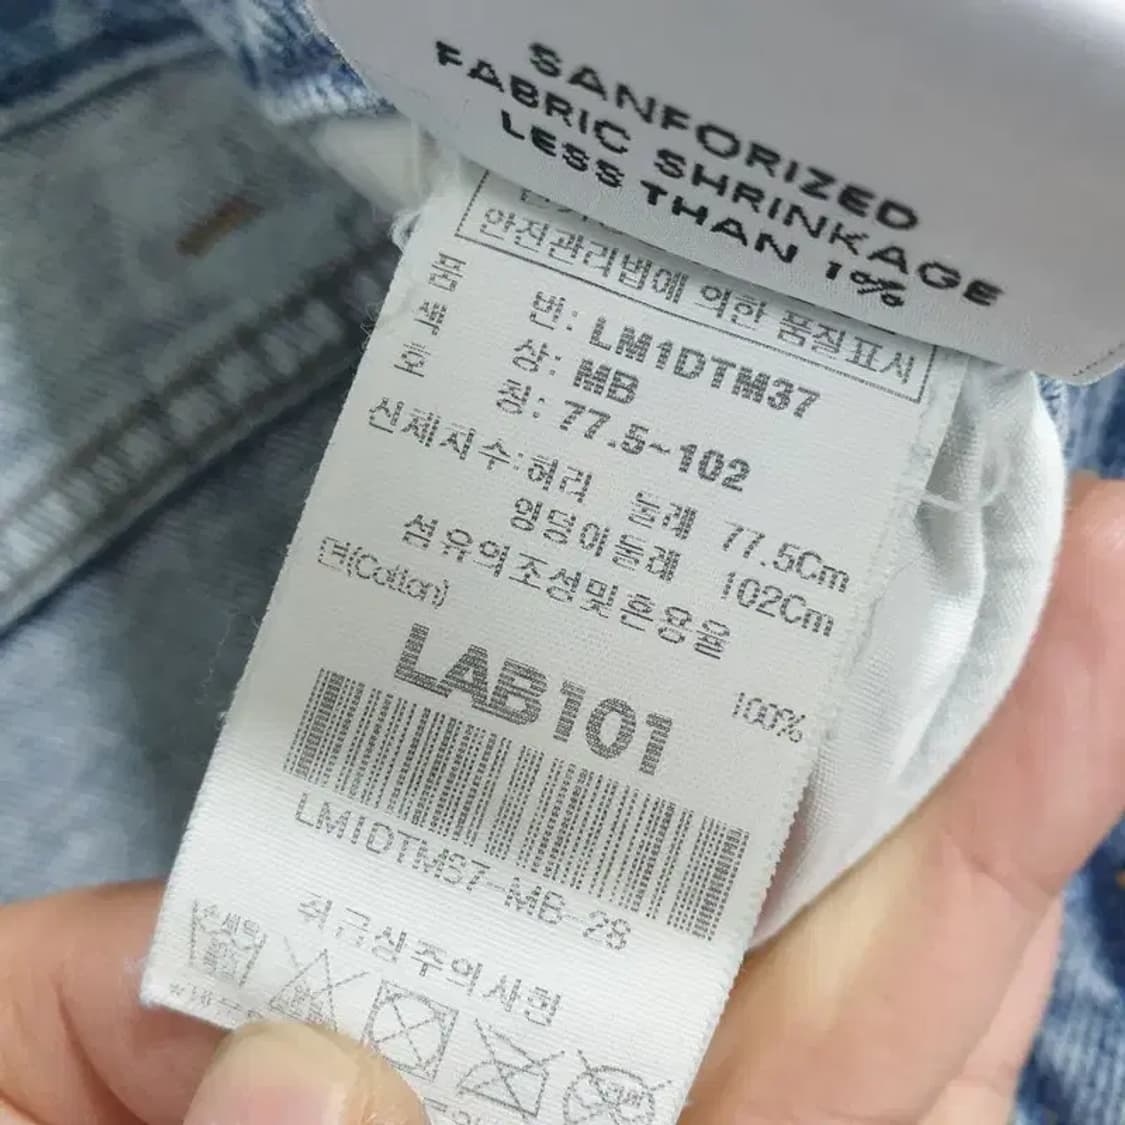 SANFORIZED
FABRIC SHRINKAGE
LESS THAN 1%
안전관리법에 의한 품질표시
품 번: LM1DTM37
색 상: MB
호 칭: 77.5~102
신체치수: 허리 둘레 77.5Cm
엉덩이둘레 102Cm
섬유의조성및혼용율
면(Cotton) 100%
LAB101
LM1DTM37-MB-28
취급상주의사항
손세탁